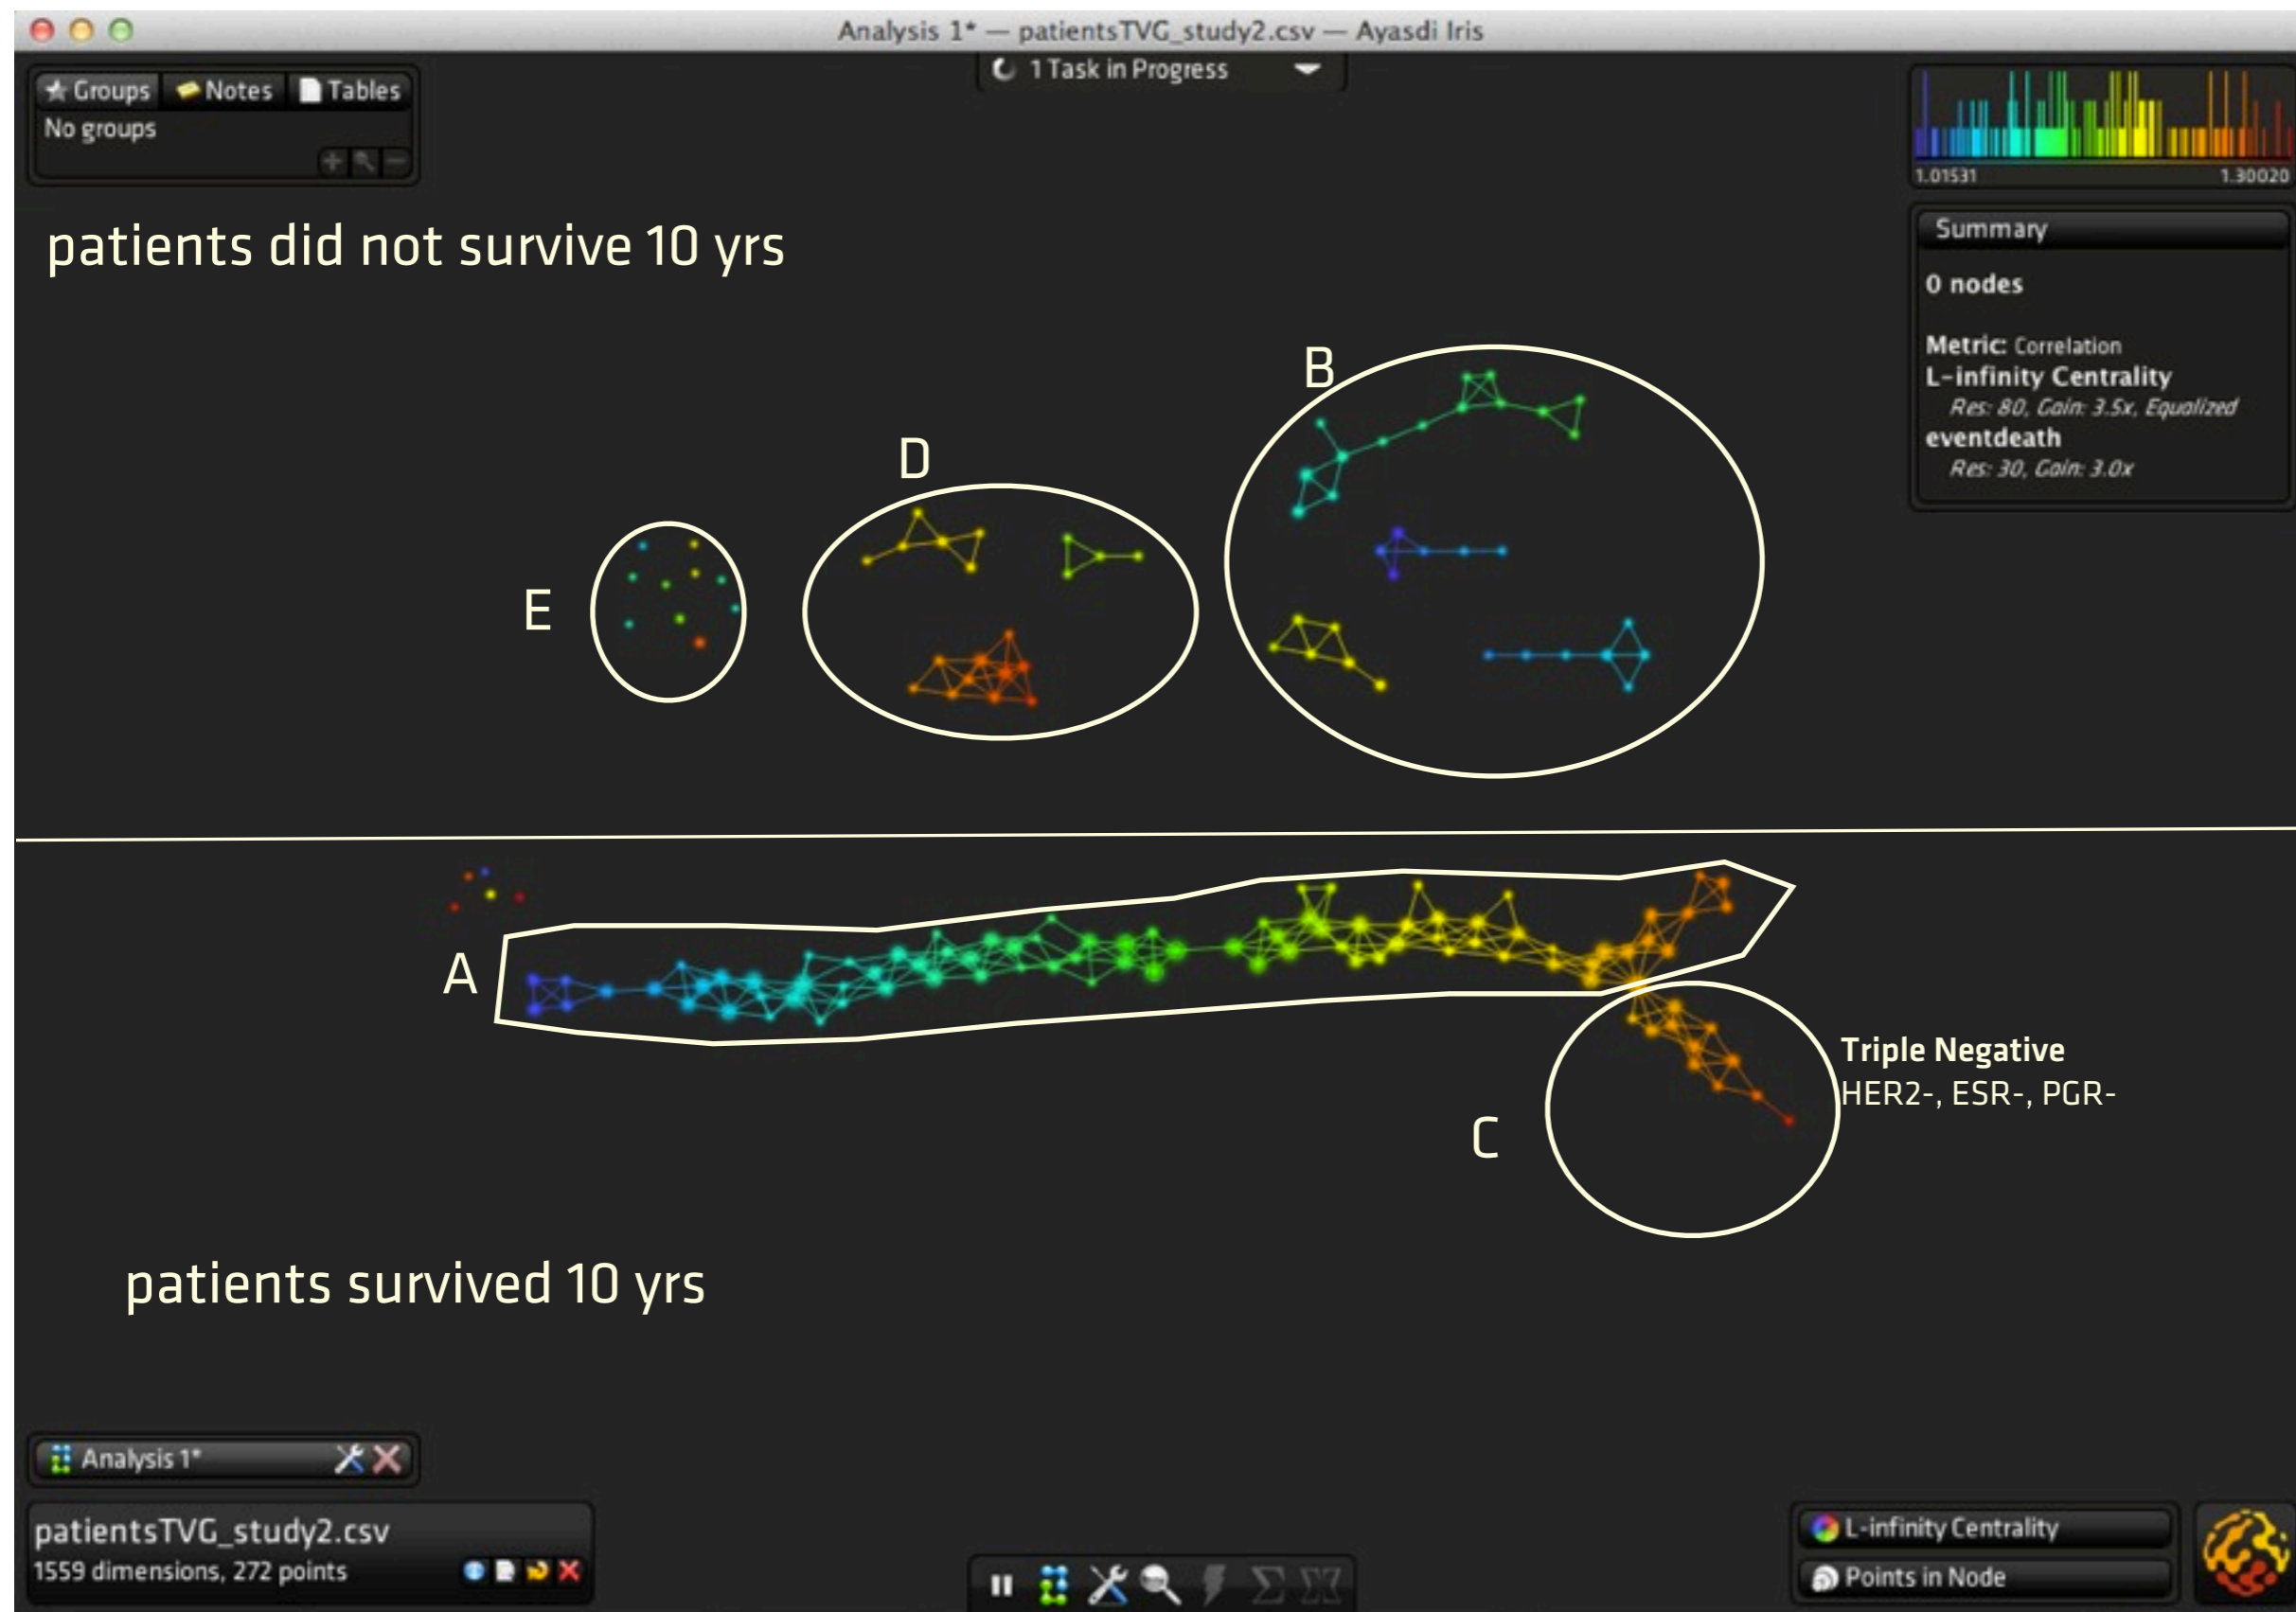 Analysis 1* — patientsTVG_study2.csv — Ayasdi Iris
1 Task in Progress
Groups Notes Tables
No groups
1.01531 1.30020
patients did not survive 10 yrs
Summary
0 nodes
Metric: Correlation
L-infinity Centrality
Res: 80, Gain: 3.5x, Equalized
eventdeath
Res: 30, Gain: 3.0x
B
D
E
A
Triple Negative
HER2-, ESR-, PGR-
C
patients survived 10 yrs
Analysis 1*
patientsTVG_study2.csv
1559 dimensions, 272 points
L-infinity Centrality
Points in Node